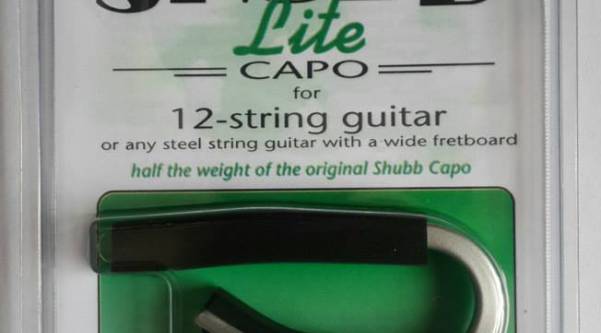 Lite
CAPO
for
12-string guitar
or any steel string guitar with a wide fretboard
half the weight of the original Shubb Capo